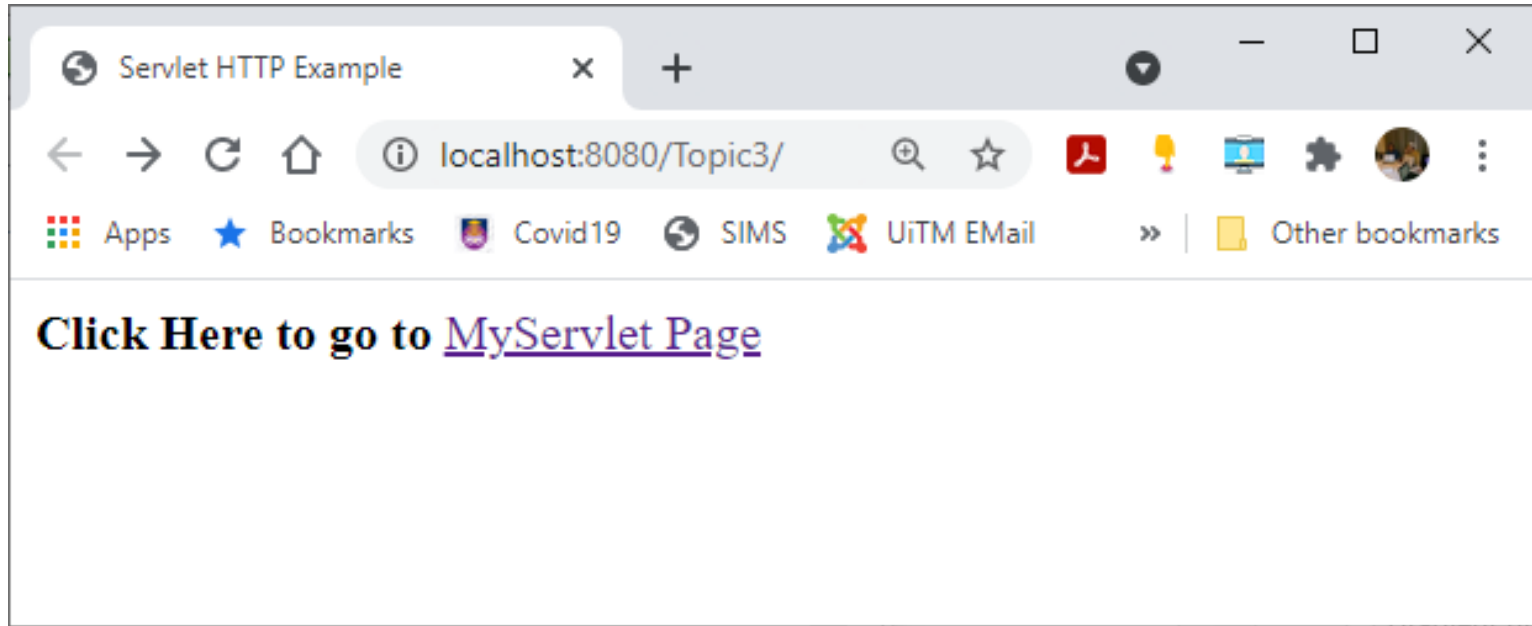 Servlet HTTP Example
localhost:8080/Topic3/
Apps Bookmarks Covid19 SIMS UiTM EMail » Other bookmarks
Click Here to go to MyServlet Page